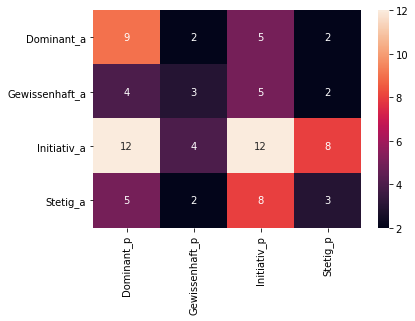 Dominant_a 9 2 5 2
Gewissenhaft_a 4 3 5 2
Initiativ_a 12 4 12 8
Stetig_a 5 2 8 3
Dominant_p
Gewissenhaft_p
Initiativ_p
Stetig_p
12
10
8
6
4
2